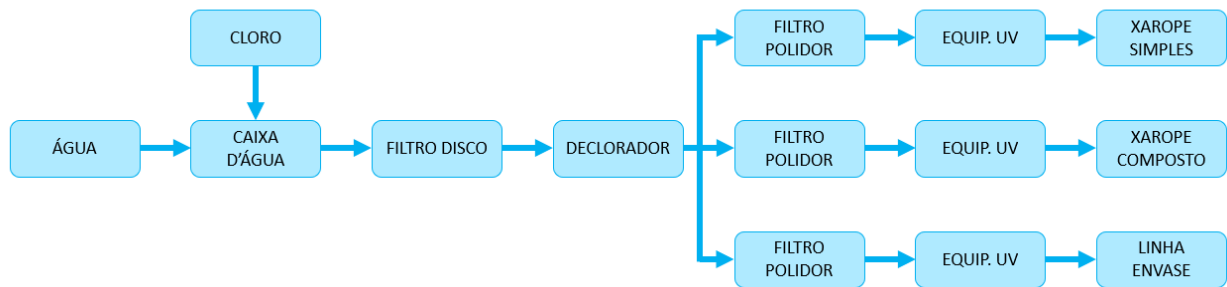 CLORO
ÁGUA
CAIXA
D'ÁGUA
FILTRO DISCO
DECLORADOR
FILTRO
POLIDOR
EQUIP. UV
XAROPE
SIMPLES
FILTRO
POLIDOR
EQUIP. UV
XAROPE
COMPOSTO
FILTRO
POLIDOR
EQUIP. UV
LINHA
ENVASE